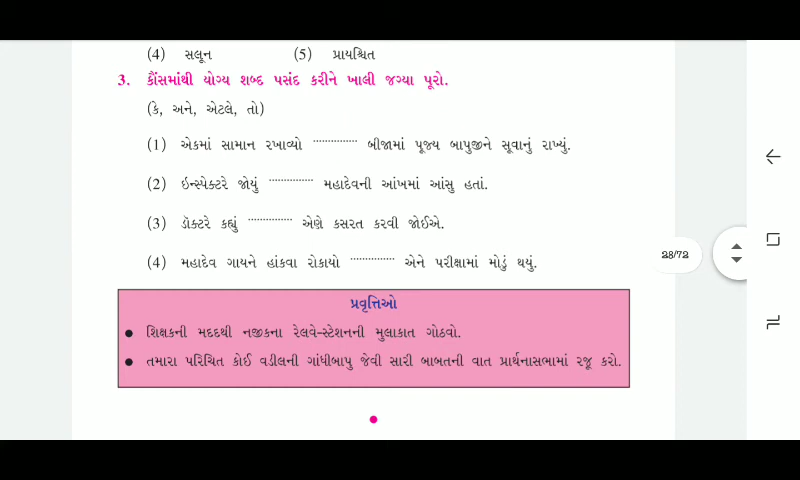 (4) સલૂન (5) પ્રાયશ્ચિત
3. કૌંસમાંથી યોગ્ય શબ્દ પસંદ કરીને ખાલી જગ્યા પૂરો.
(કે, અને, એટલે, તો)
(1) એકમાં સામાન રખાવ્યો ............... બીજામાં પૂજ્ય બાપુજીને સૂવાનું રાખ્યું.
(2) ઇન્સ્પેક્ટરે જોયું ............... મહાદેવની આંખમાં આંસુ હતાં.
(3) ડૉક્ટરે કહ્યું ............... એણે કસરત કરવી જોઈએ.
(4) મહાદેવ ગાયને હાંકવા રોકાયો ............... એને પરીક્ષામાં મોડું થયું.
28/72
પ્રવૃત્તિઓ
● શિક્ષકની મદદથી નજીકના રેલવે-સ્ટેશનની મુલાકાત ગોઠવો.
● તમારા પરિચિત કોઈ વડીલની ગાંધીબાપુ જેવી સારી બાબતની વાત પ્રાર્થનાસભામાં રજૂ કરો.